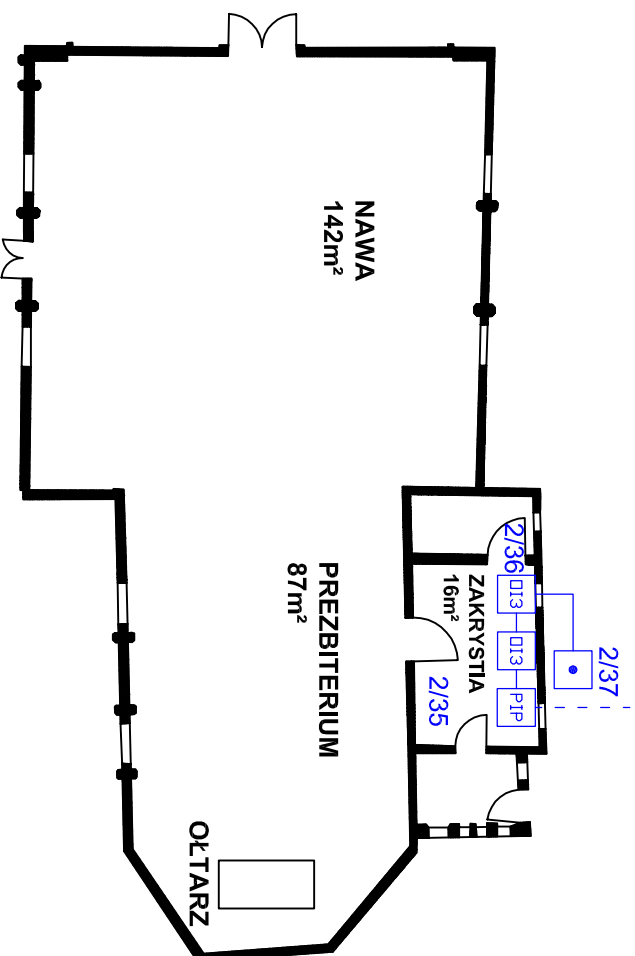 NAWA
142m²
2/36
ZAKRYSTIA
16m²
PIP
2/37
2/35
PREZBITERIUM
87m²
OŁTARZ